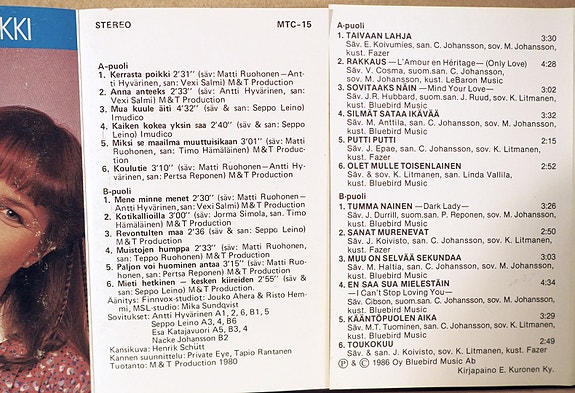 KKI
STEREO MTC-15
A-puoli
1. Kerrasta poikki 2'31" (säv: Matti Ruohonen—Ant-
ti Hyvärinen, san: Vexi Salmi) M&T Production
2. Anna anteeks 2'33" (säv: Antti Hyvärinen, san:
Vexi Salmi) M&T Production
3. Mua kuule äiti 4'32" (säv & san: Seppo Leino)
Imudico
4. Kaiken kokea yksin saa 2'40" (säv & san: Seppo
Leino) Imudico
5. Miksi se maailma muuttuisikaan 3'01" (säv: Matti
Ruohonen, san: Timo Hämäläinen) M&T Produc-
tion
6. Koulutie 3'10" (säv: Matti Ruohonen—Antti Hy-
värinen, san: Pertsa Reponen) M&T Production
B-puoli
1. Mene minne menet 2'30" (säv: Matti Ruohonen—
Antti Hyvärinen, san: Vexi Salmi) M&T Production
2. Kotikallioilla 3'00" (säv: Jorma Simola, san. Timo
Hämäläinen) M&T Production
3. Revontulten maa 2'36 (säv & san: Seppo Leino)
M&T Production
4. Muistojen humppa 2'33" (säv: Matti Ruohonen,
san: Teppo Ruohonen) M&T Production
5. Paljon voi huominen antaa 3'15" (säv: Matti Ruo-
honen, san: Pertsa Reponen) M&T Production
6. Mieti hetkinen — kesken kiireiden 2'55" (säv &
san: Seppo Leino) M&T Production
Äänitys: Finnvox-studiot: Jouko Ahera & Risto Hem-
mi, MSL-studio: Mika Sundqvist
Sovitukset: Antti Hyvärinen A1, 2, 6, B1, 5
Seppo Leino A3, 4, B6
Esa Katajavuori A5, B3, 4
Nacke Johansson B2
Kansikuva: Henrik Schütt
Kannen suunnittelu: Private Eye, Tapio Rantanen
Tuotanto: M&T Production 1980
A-puoli
1. TAIVAAN LAHJA 3:30
Säv. E. Koivumies, san. C. Johansson, sov. M. Johansson,
kust. Fazer
2. RAKKAUS —L'Amour en Héritage— (Only Love) 4:28
Säv. V. Cosma, suom.san. C. Johansson,
sov. M. Johansson, kust. LeBaron Music
3. SOVITAAKS NÄIN —Mind Your Love— 3:02
Säv. J.R. Hubbard, suom.san. J. Ruud, sov. K. Litmanen,
kust. Bluebird Music
4. SILMÄT SATAA IKÄVÄÄ 3:32
Säv. M. Anttila, san. C. Johansson, sov. M. Johansson,
kust. Bluebird Music
5. PUTTI PUTTI 2:15
Säv. J. Epae, san. C. Johansson, sov. K. Litmanen,
kust. Fazer
6. OLET MULLE TOISENLAINEN 2:52
Säv. & sov. K. Litmanen, san. Linda Vallila,
kust. Bluebird Music
B-puoli
1. TUMMA NAINEN —Dark Lady— 3:26
Säv. J. Durrill, suom.san. P. Reponen, sov. M. Johansson,
kust. Bluebird Music
2. SANAT MURENEVAT 2:50
Säv. J. Koivisto, san. C. Johansson, sov. K. Litmanen,
kust. Fazer
3. MUU ON SELVÄÄ SEKUNDAA 3:03
Säv. M. Haltia, san. C. Johansson, sov. M. Johansson,
kust. Bluebird Music
4. EN SAA SUA MIELESTÄIN 4:34
—I Can't Stop Loving You—
Säv. Gibson, suom.san. C. Johansson, sov. M. Johansson,
kust. Bluebird Music
5. KÄÄNTÖPUOLEN AIKA 3:29
Säv. M.T. Tuominen, san. C. Johansson, sov. K. Litmanen,
kust. Bluebird Music
6. TOUKOKUU 2:49
Säv. & san. J. Koivisto, sov. K. Litmanen, kust. Fazer
Ⓟ & © 1986 Oy Bluebird Music Ab
Kirjapaino E. Kuronen Ky.